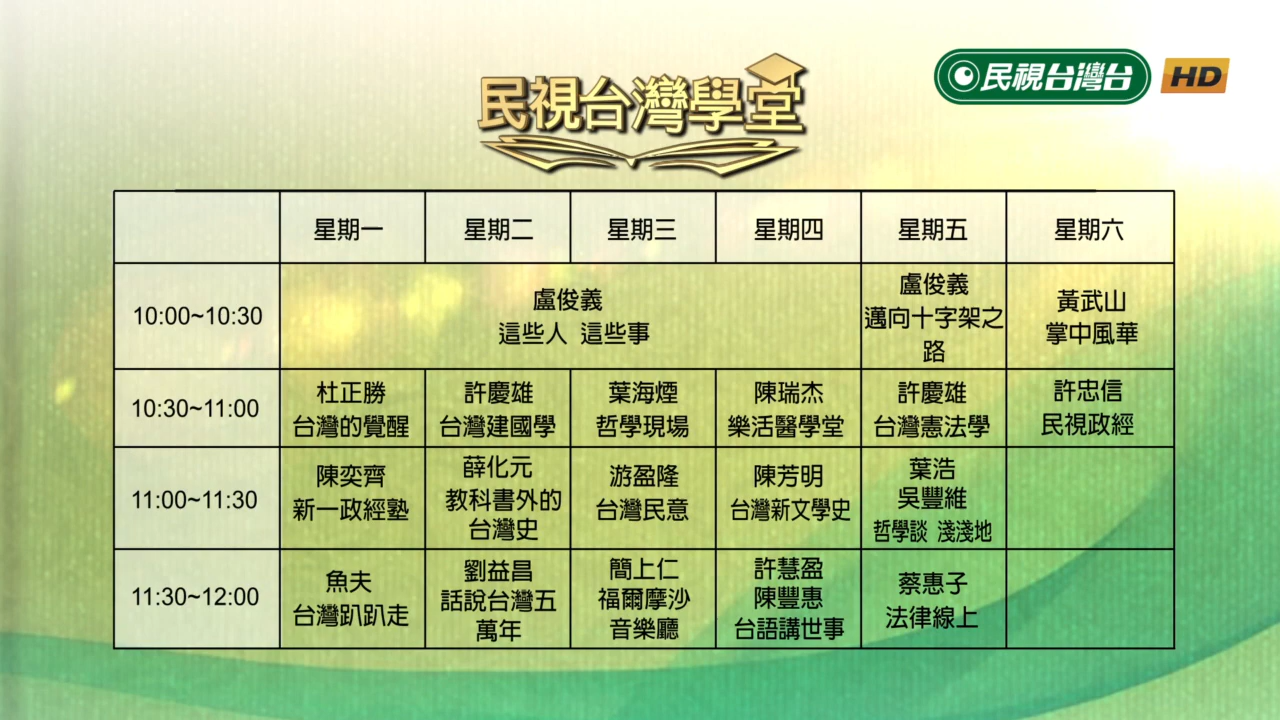 民視台灣學堂
民視台灣台 HD
星期一 星期二 星期三 星期四 星期五 星期六
10:00~10:30
盧俊義
這些人 這些事
盧俊義
邁向十字架之
路
黃武山
掌中風華
10:30~11:00
杜正勝
台灣的覺醒
許慶雄
台灣建國學
葉海煙
哲學現場
陳瑞杰
樂活醫學堂
許慶雄
台灣憲法學
許忠信
民視政經
11:00~11:30
陳奕齊
新一政經塾
薛化元
教科書外的
台灣史
游盈隆
台灣民意
陳芳明
台灣新文學史
葉浩
吳豐維
哲學談 淺淺地
11:30~12:00
魚夫
台灣趴趴走
劉益昌
話說台灣五
萬年
簡上仁
福爾摩沙
音樂廳
許慧盈
陳豐惠
台語講世事
蔡惠子
法律線上